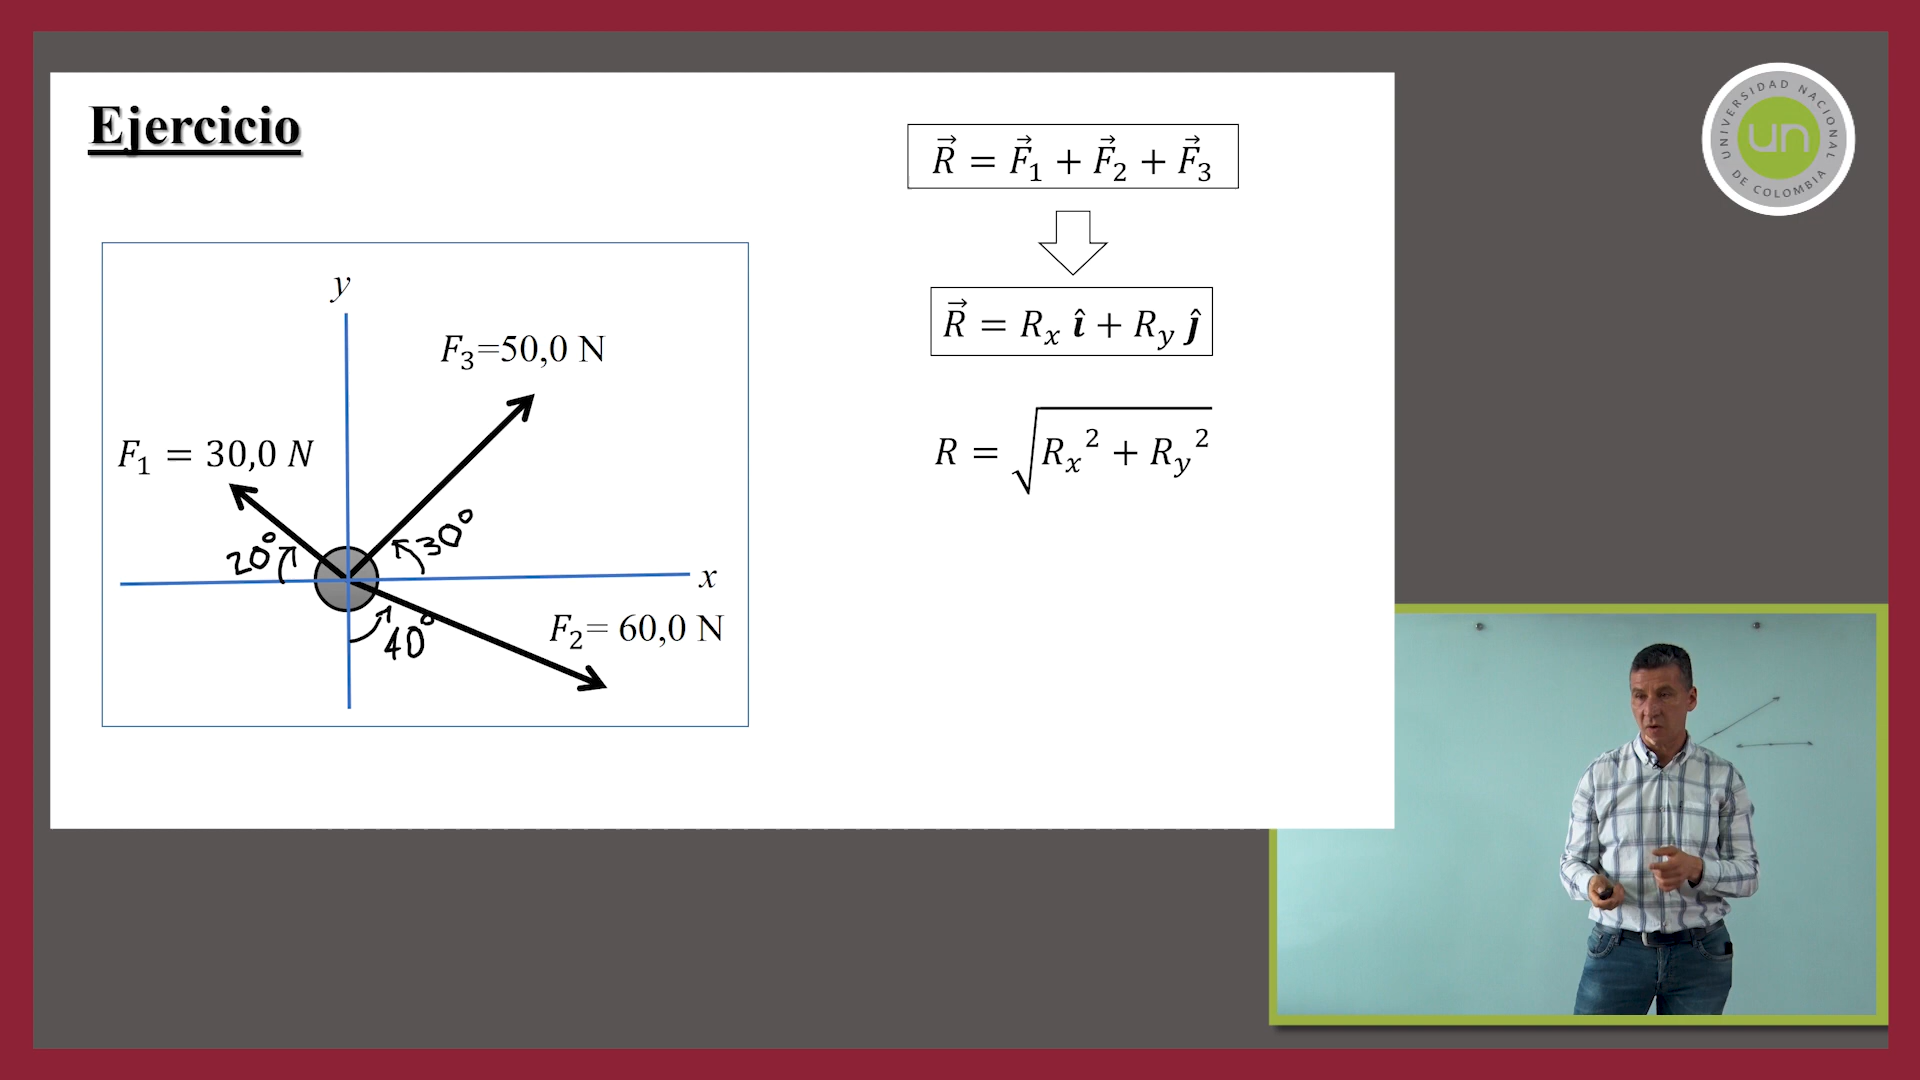 Ejercicio
y
F₃=50,0 N
F₁ = 30,0 N
20°
30°
x
40°
F₂= 60,0 N
R⃗ = F⃗₁ + F⃗₂ + F⃗₃
R⃗ = Rₓ î + R_y ĵ
R = √(Rₓ² + R_y²)
UNIVERSIDAD NACIONAL
DE COLOMBIA
un